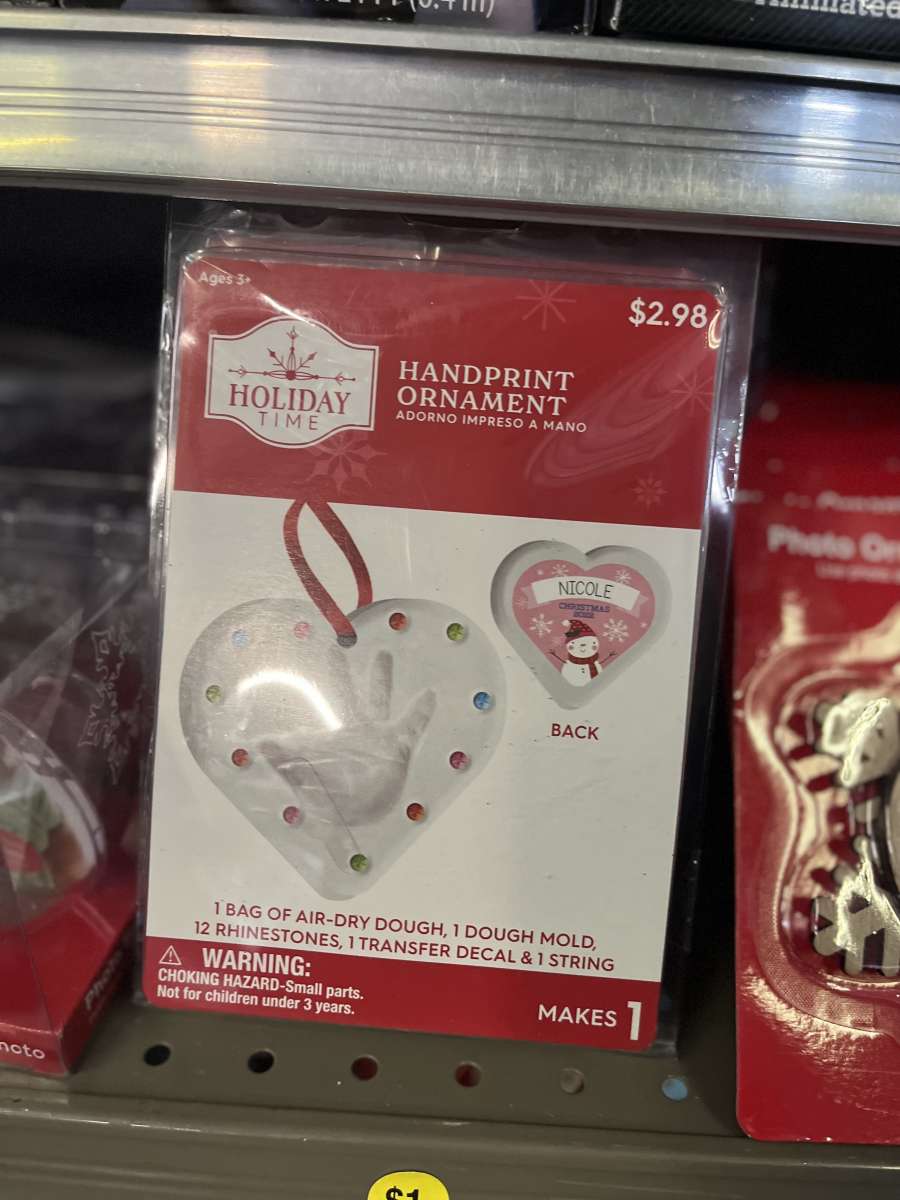 Ages 3+
$2.98
HOLIDAY
TIME
HANDPRINT
ORNAMENT
ADORNO IMPRESO A MANO
NICOLE
CHRISTMAS
2022
BACK
1 BAG OF AIR-DRY DOUGH, 1 DOUGH MOLD,
12 RHINESTONES, 1 TRANSFER DECAL & 1 STRING
WARNING:
CHOKING HAZARD-Small parts.
Not for children under 3 years.
MAKES 1
Photo
$1